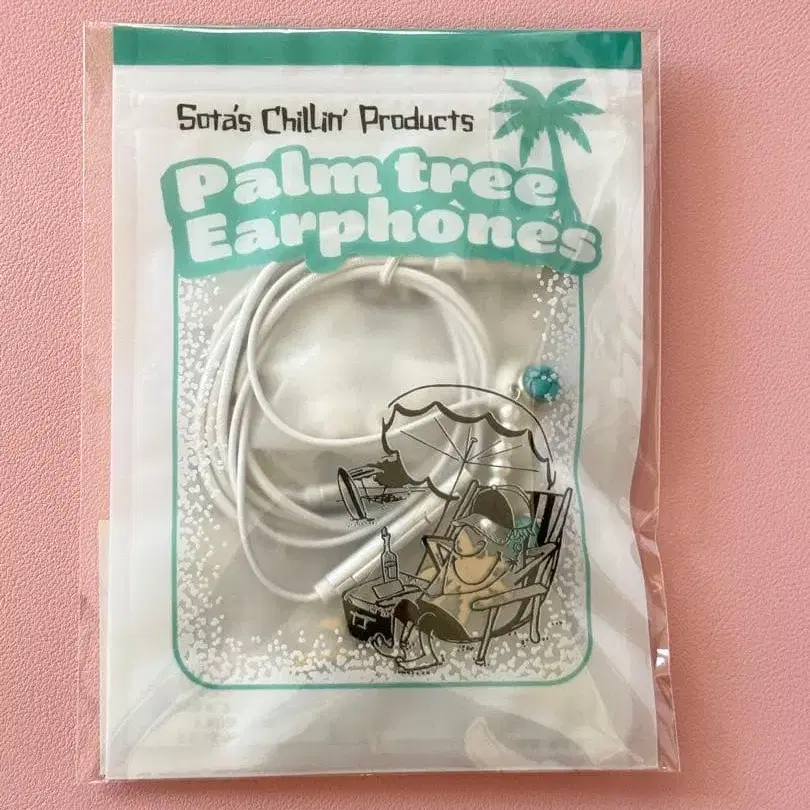 Sota's Chillin' Products
Palm tree
Earphones